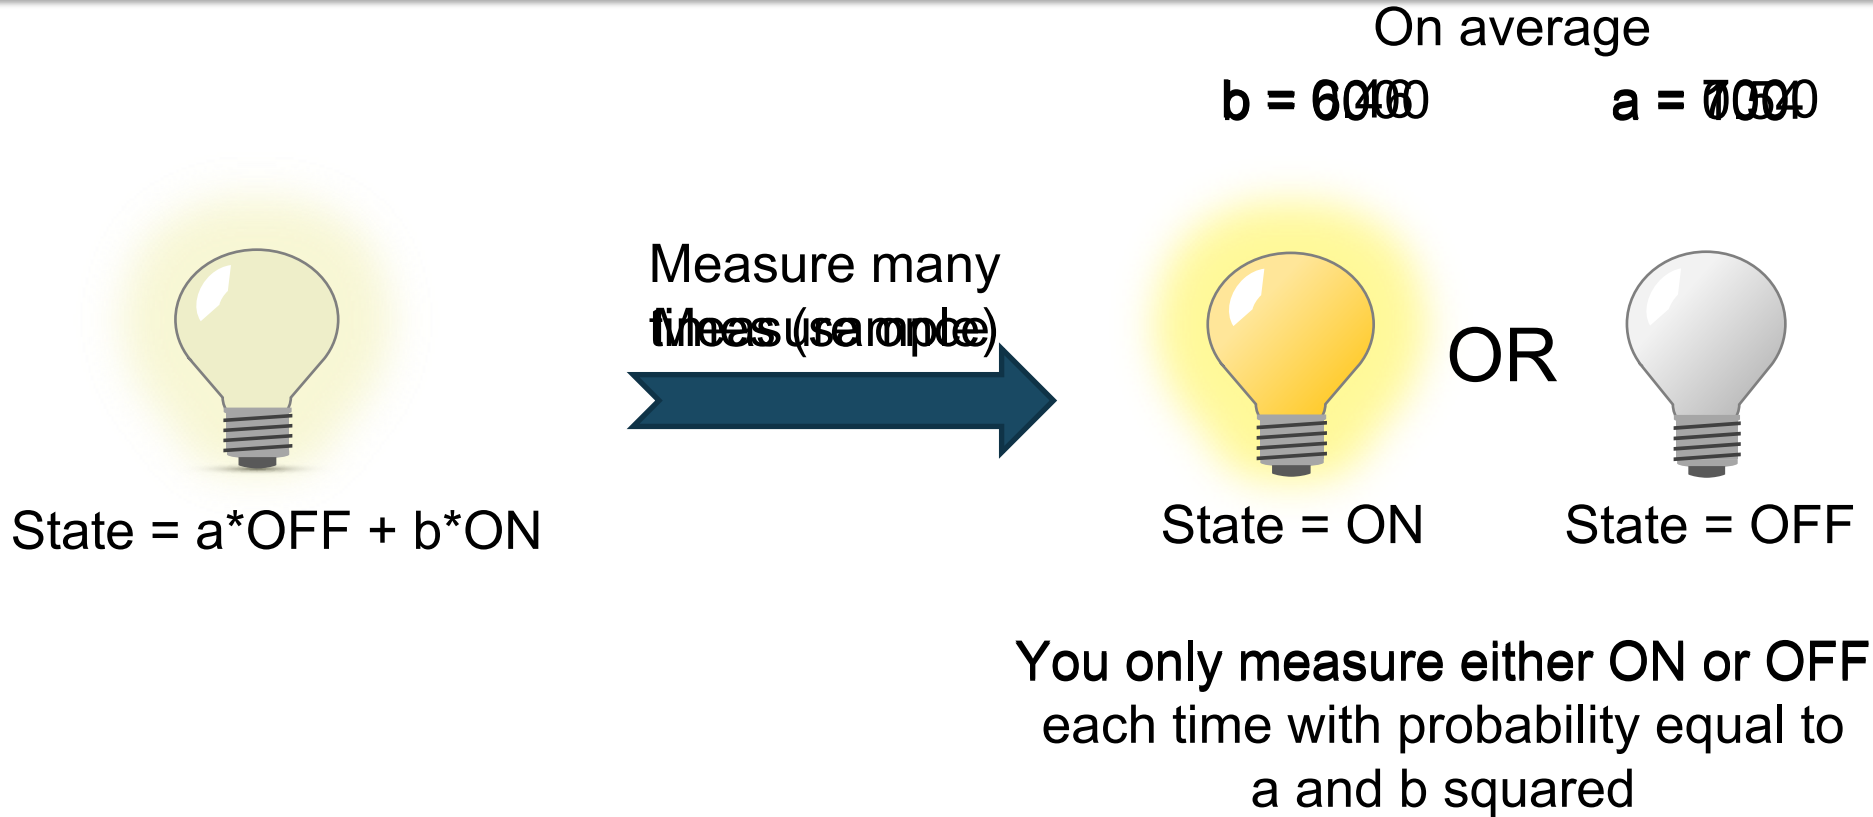 On average
b =
a =
Measure many
OR
State = a*OFF + b*ON
State = ON
State = OFF
You only measure either ON or OFF
each time with probability equal to
a and b squared